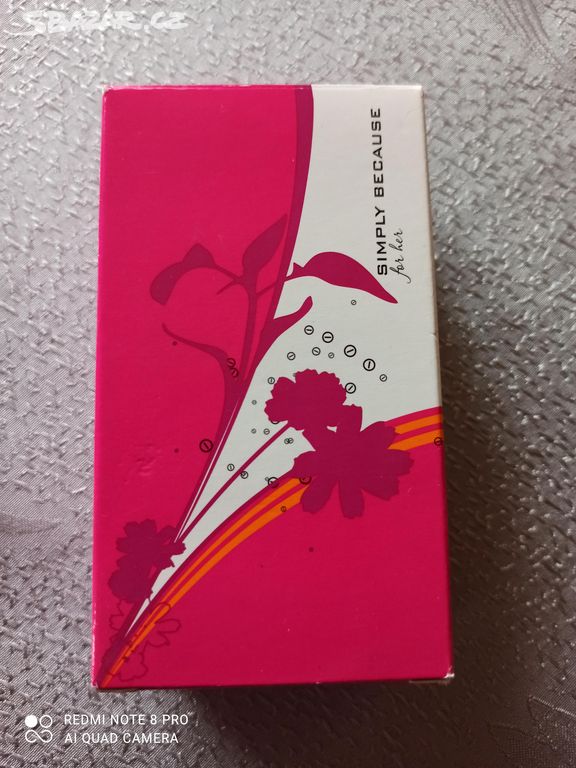 SBAZAR.CZ
SIMPLY BECAUSE
for her
REDMI NOTE 8 PRO
AI QUAD CAMERA